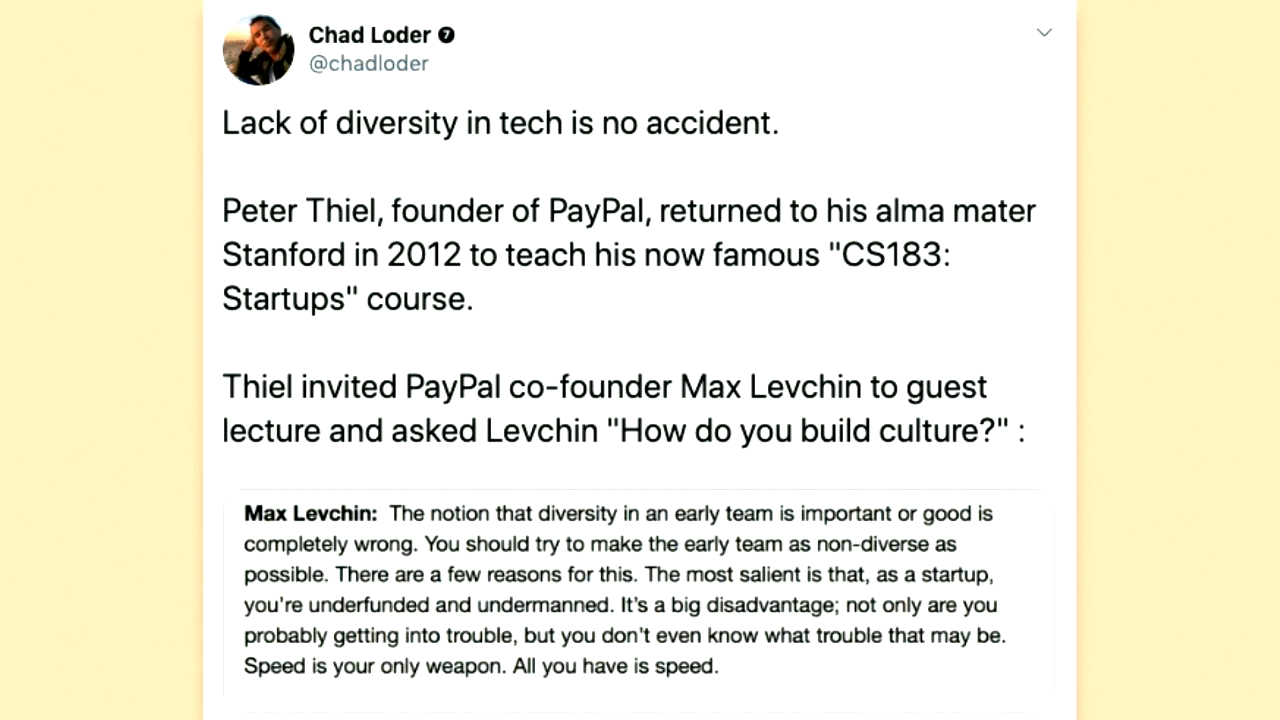 Chad Loder 7
@chadloder
Lack of diversity in tech is no accident.
Peter Thiel, founder of PayPal, returned to his alma mater
Stanford in 2012 to teach his now famous "CS183:
Startups" course.
Thiel invited PayPal co-founder Max Levchin to guest
lecture and asked Levchin "How do you build culture?" :
Max Levchin: The notion that diversity in an early team is important or good is
completely wrong. You should try to make the early team as non-diverse as
possible. There are a few reasons for this. The most salient is that, as a startup,
you're underfunded and undermanned. It's a big disadvantage; not only are you
probably getting into trouble, but you don't even know what trouble that may be.
Speed is your only weapon. All you have is speed.